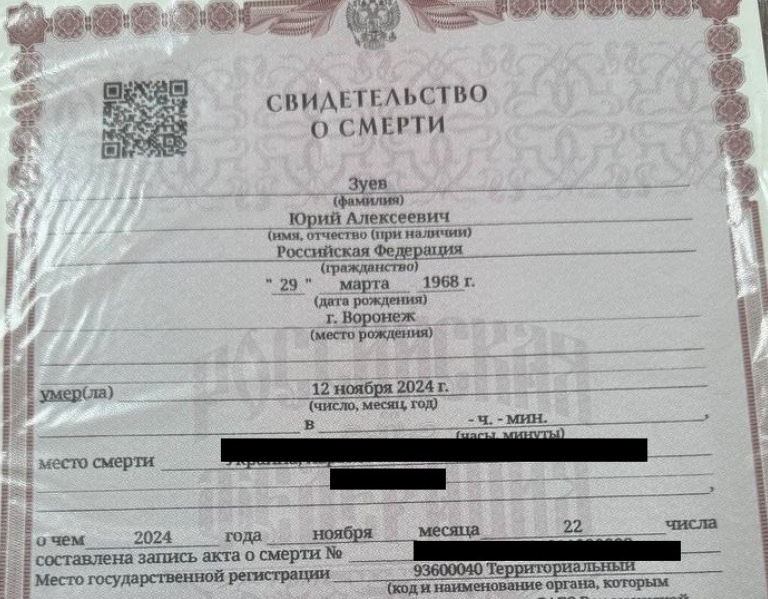 СВИДЕТЕЛЬСТВО
О СМЕРТИ
Зуев
(фамилия)
Юрий Алексеевич
(имя, отчество (при наличии)
Российская Федерация
(гражданство)
" 29 " марта 1968 г.
(дата рождения)
г. Воронеж
(место рождения)
умер(ла) 12 ноября 2024 г.
(число, месяц, год)
в - ч. - мин.
(часы, минуты)
место смерти
о чем 2024 года ноября месяца 22 числа
составлена запись акта о смерти №
Место государственной регистрации 93600040 Территориальный
(код и наименование органа, которым